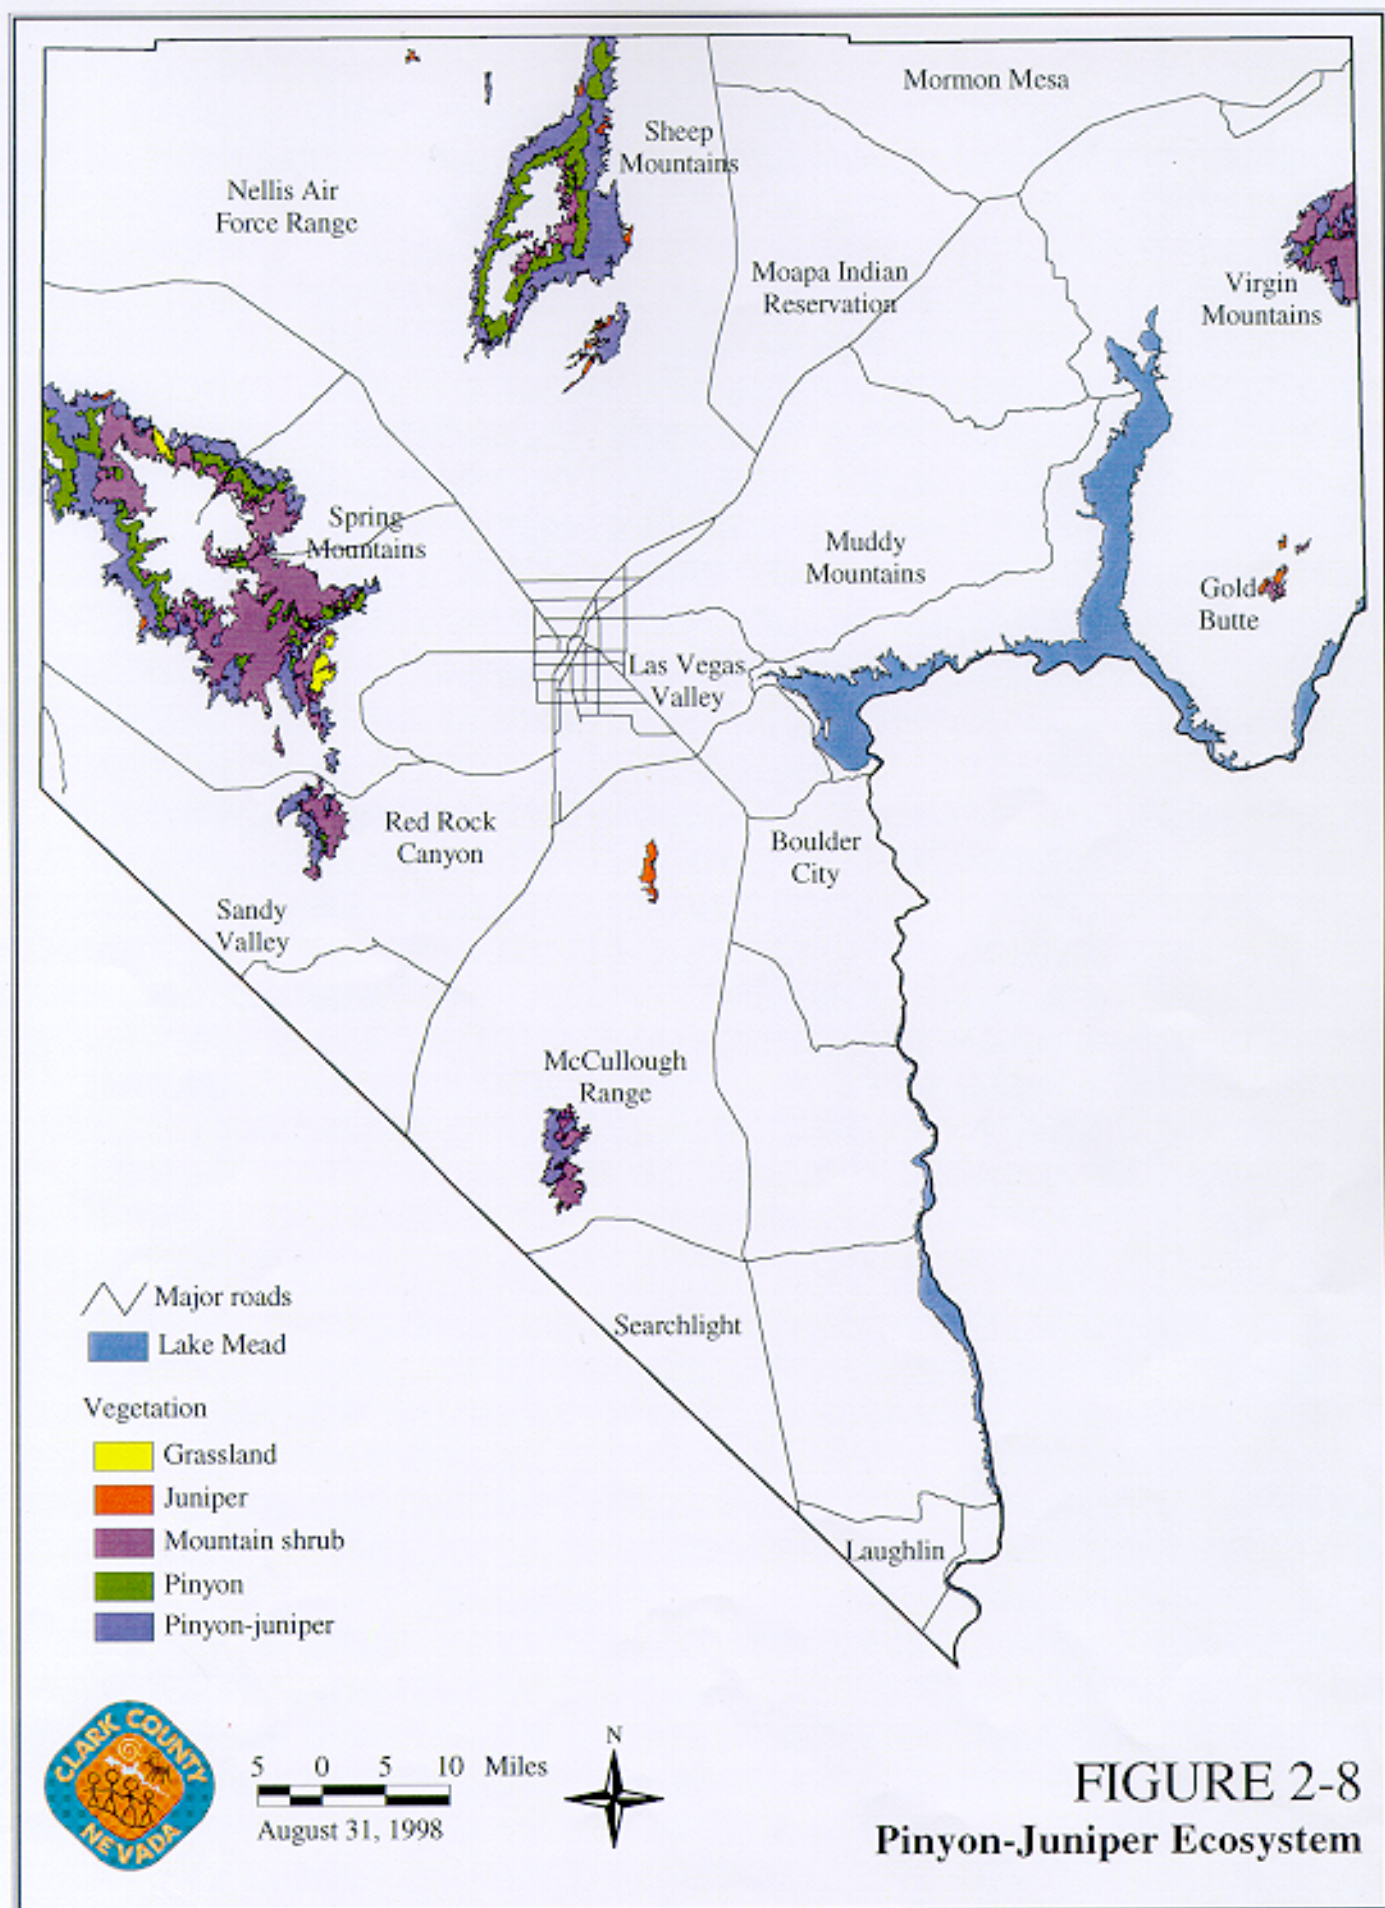 Mormon Mesa
Sheep
Mountains
Nellis Air
Force Range
Moapa Indian
Reservation
Virgin
Mountains
Spring
Mountains
Muddy
Mountains
Gold
Butte
Las Vegas
Valley
Red Rock
Canyon
Boulder
City
Sandy
Valley
McCullough
Range
Searchlight
Laughlin
Major roads
Lake Mead
Vegetation
Grassland
Juniper
Mountain shrub
Pinyon
Pinyon-juniper
CLARK COUNTY
NEVADA
5 0 5 10 Miles
August 31, 1998
N
FIGURE 2-8
Pinyon-Juniper Ecosystem